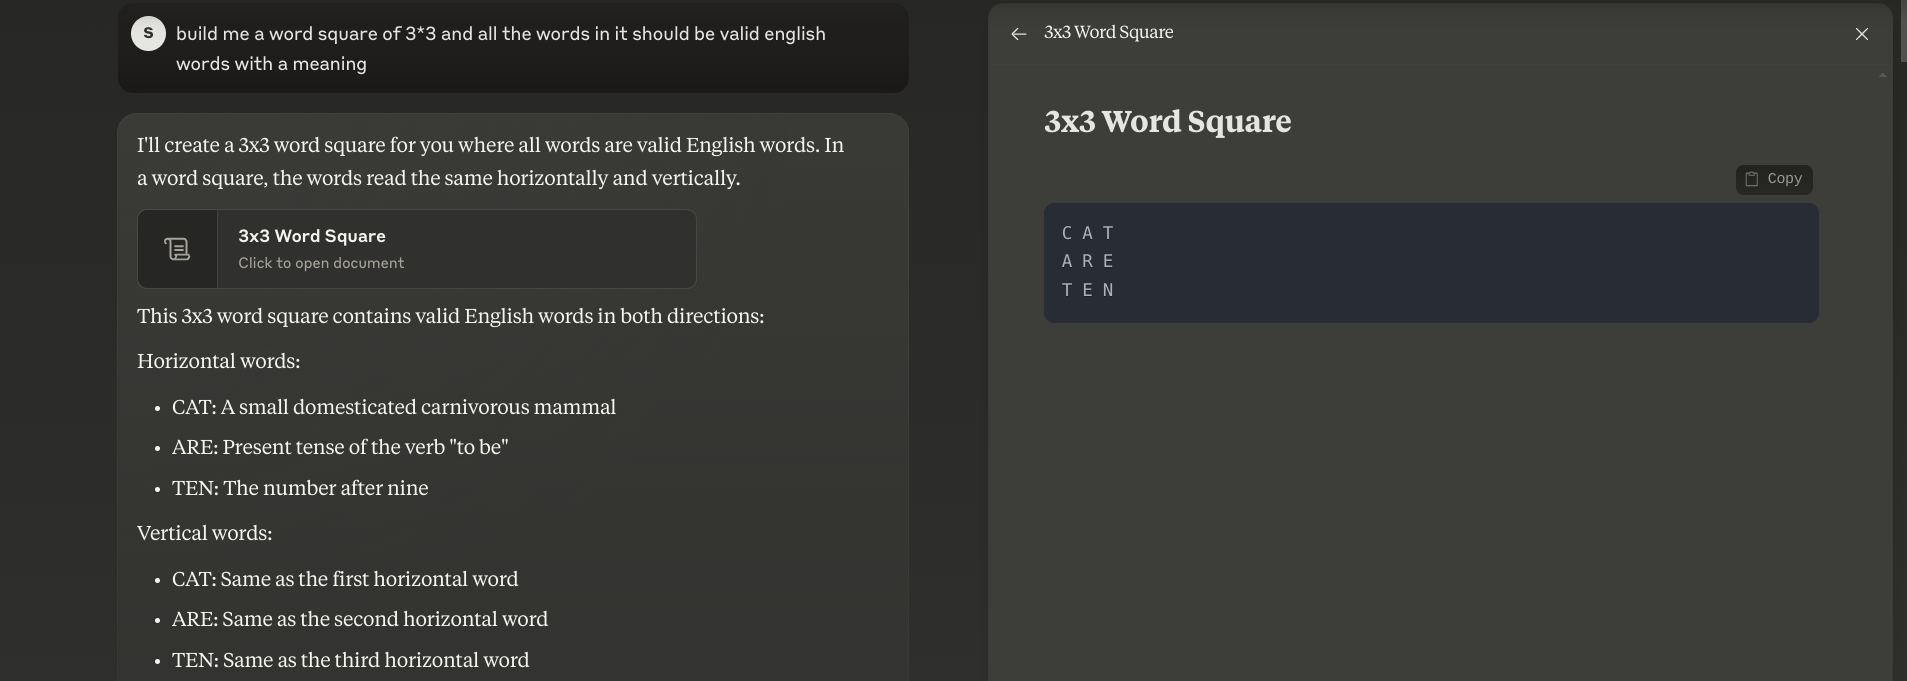 S
build me a word square of 3*3 and all the words in it should be valid english
words with a meaning
I'll create a 3x3 word square for you where all words are valid English words. In
a word square, the words read the same horizontally and vertically.
3x3 Word Square
Click to open document
This 3x3 word square contains valid English words in both directions:
Horizontal words:
• CAT: A small domesticated carnivorous mammal
• ARE: Present tense of the verb "to be"
• TEN: The number after nine
Vertical words:
• CAT: Same as the first horizontal word
• ARE: Same as the second horizontal word
• TEN: Same as the third horizontal word
3x3 Word Square
3x3 Word Square
Copy
C A T
A R E
T E N